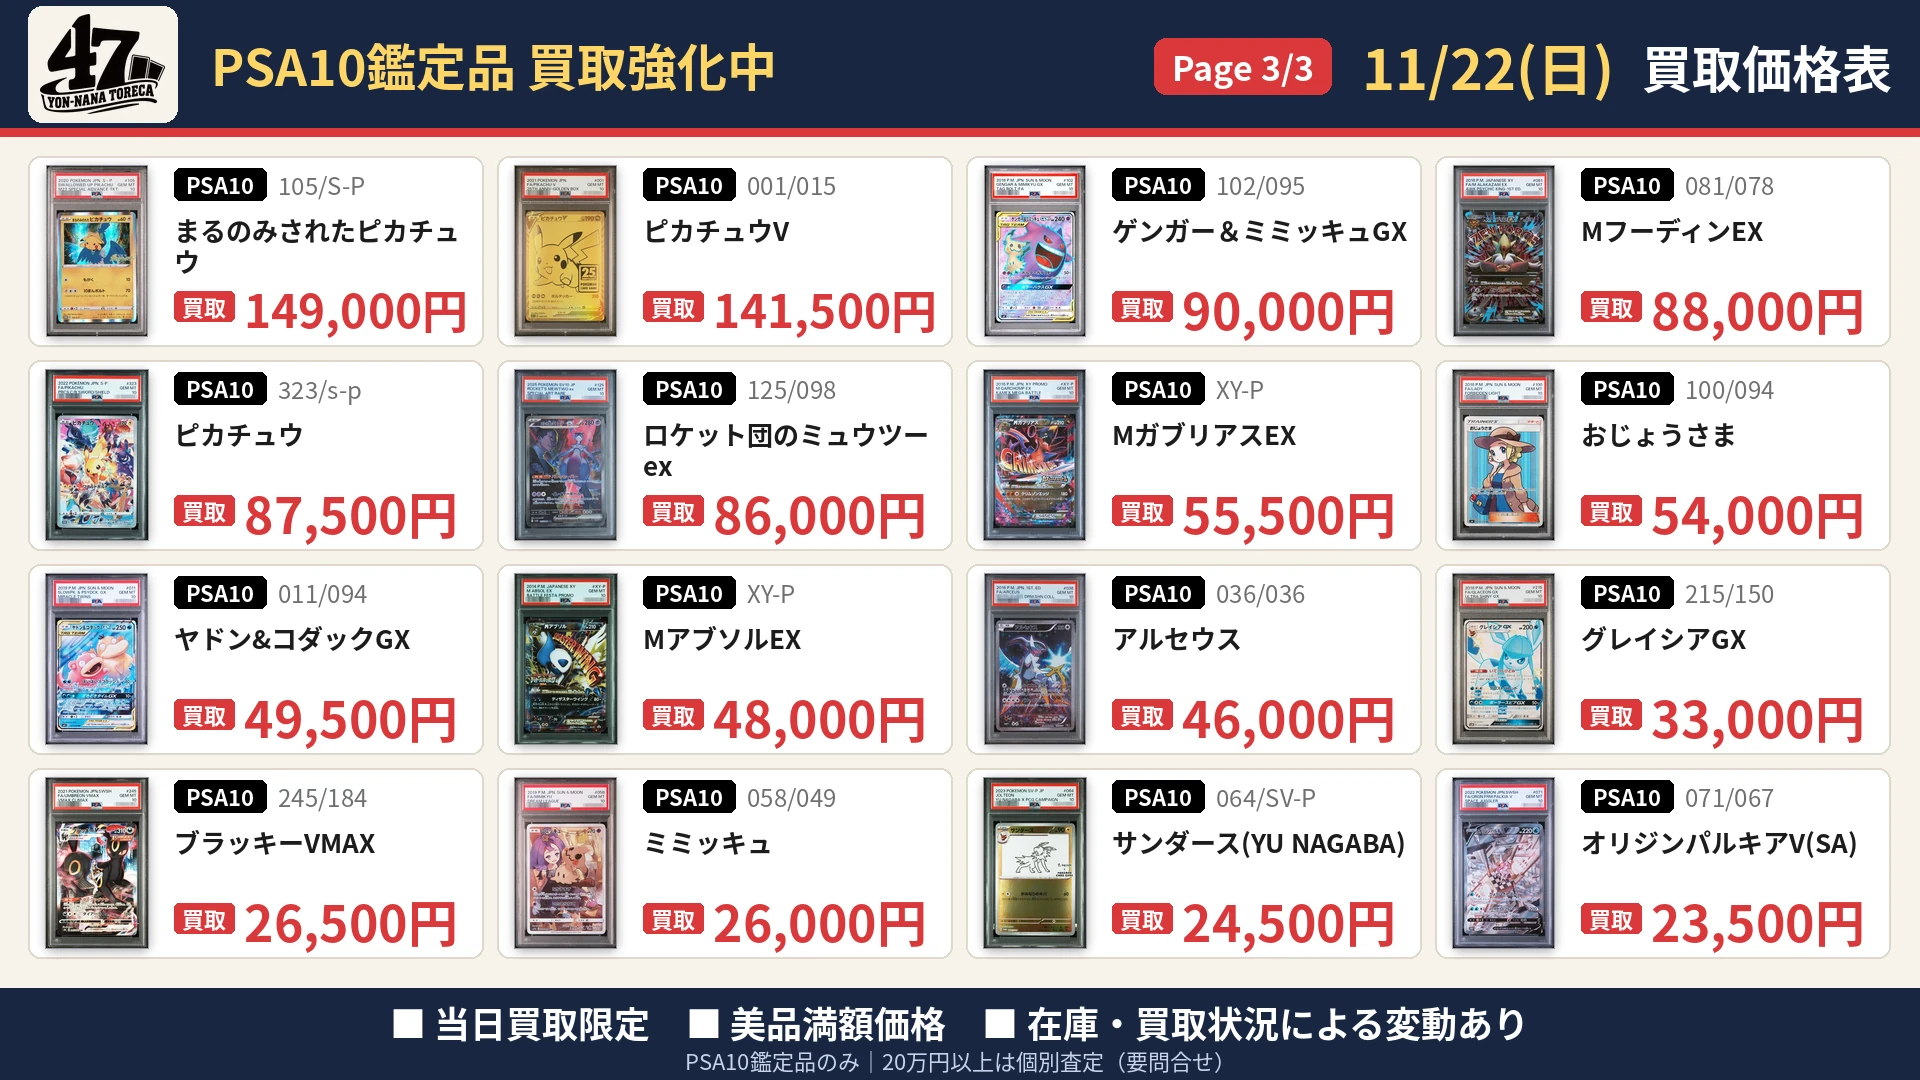 47
YON-NANA TORECA
PSA10鑑定品 買取強化中
Page 3/3
11/22(日) 買取価格表
PSA10 105/S-P
まるのみされたピカチュ
ウ
買取 149,000円
PSA10 001/015
ピカチュウV
買取 141,500円
PSA10 102/095
ゲンガー＆ミミッキュGX
買取 90,000円
PSA10 081/078
MフーディンEX
買取 88,000円
PSA10 323/s-p
ピカチュウ
買取 87,500円
PSA10 125/098
ロケット団のミュウツー
ex
買取 86,000円
PSA10 XY-P
MガブリアスEX
買取 55,500円
PSA10 100/094
おじょうさま
買取 54,000円
PSA10 011/094
ヤドン&コダックGX
買取 49,500円
PSA10 XY-P
MアブソルEX
買取 48,000円
PSA10 036/036
アルセウス
買取 46,000円
PSA10 215/150
グレイシアGX
買取 33,000円
PSA10 245/184
ブラッキーVMAX
買取 26,500円
PSA10 058/049
ミミッキュ
買取 26,000円
PSA10 064/SV-P
サンダース(YU NAGABA)
買取 24,500円
PSA10 071/067
オリジンパルキアV(SA)
買取 23,500円
■ 当日買取限定 ■ 美品満額価格 ■ 在庫・買取状況による変動あり
PSA10鑑定品のみ｜20万円以上は個別査定（要問合せ）